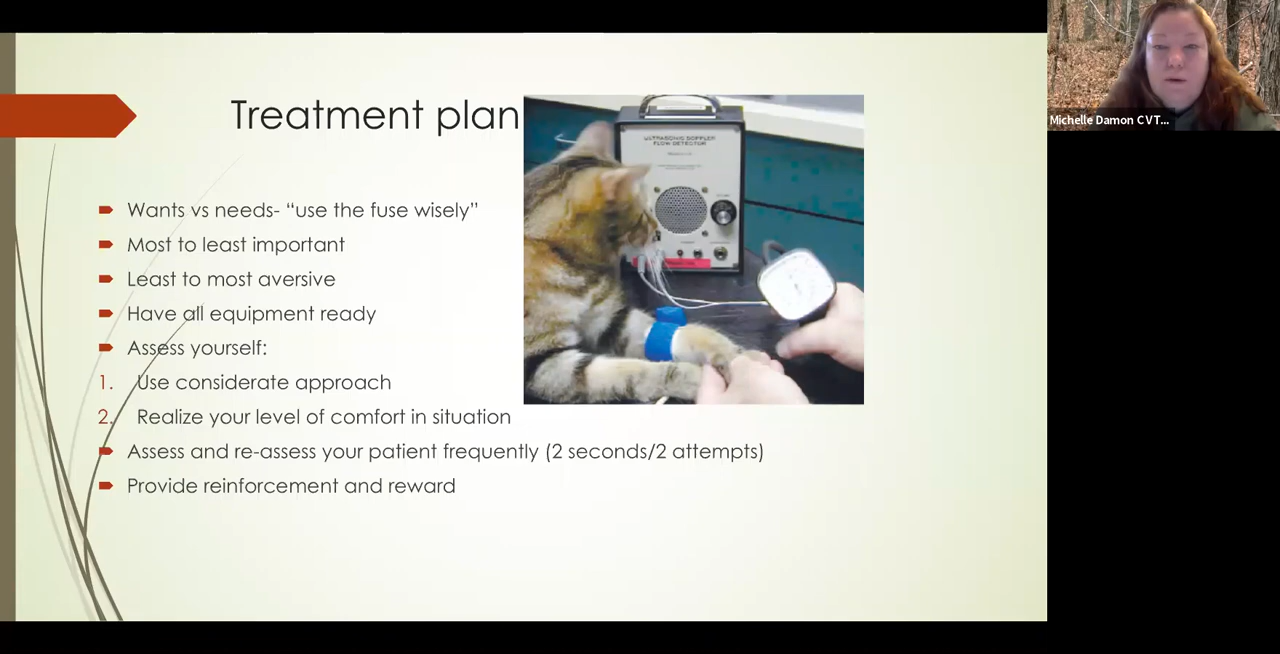 Treatment plan
Wants vs needs- “use the fuse wisely”
Most to least important
Least to most aversive
Have all equipment ready
Assess yourself:
1. Use considerate approach
2. Realize your level of comfort in situation
Assess and re-assess your patient frequently (2 seconds/2 attempts)
Provide reinforcement and reward
ULTRASONIC DOPPLER
FLOW DETECTOR
Michelle Damon CVT...